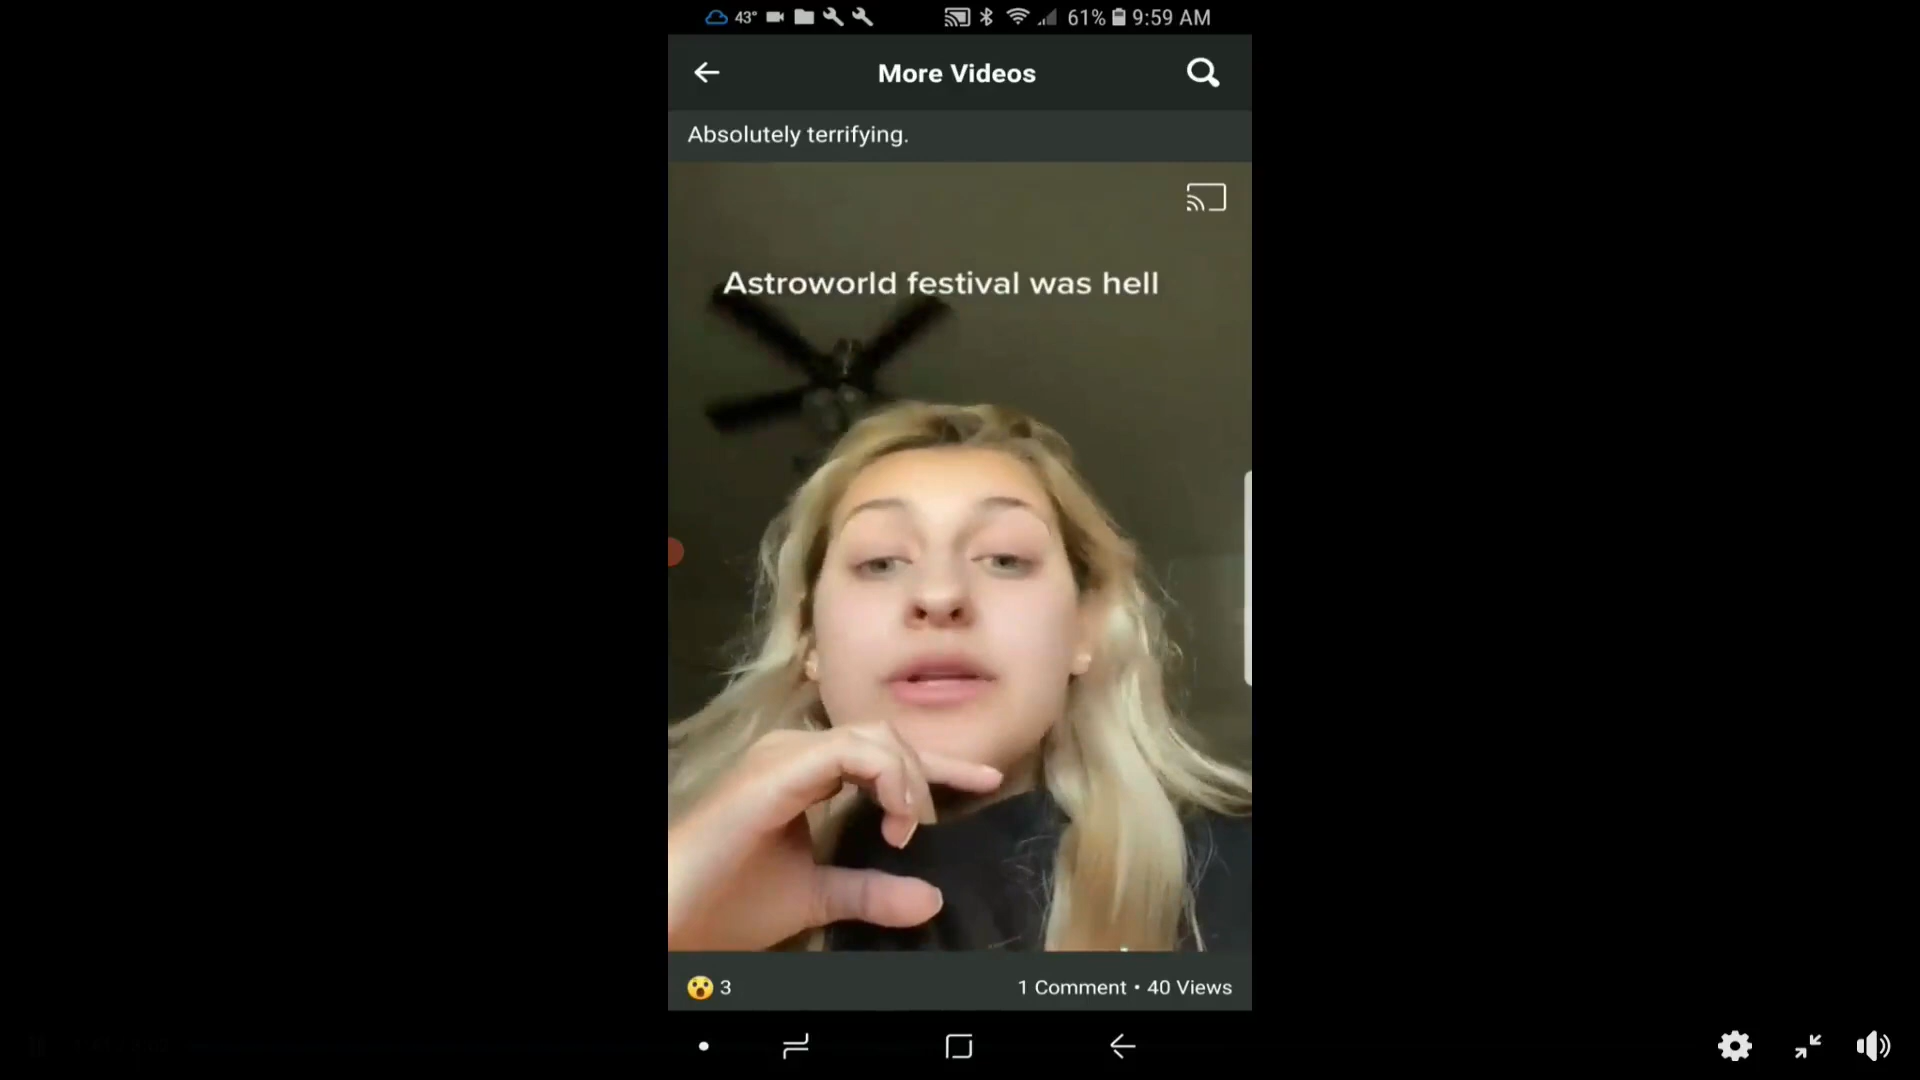 43° 61% 9:59 AM
More Videos
Absolutely terrifying.
Astroworld festival was hell
3 1 Comment • 40 Views